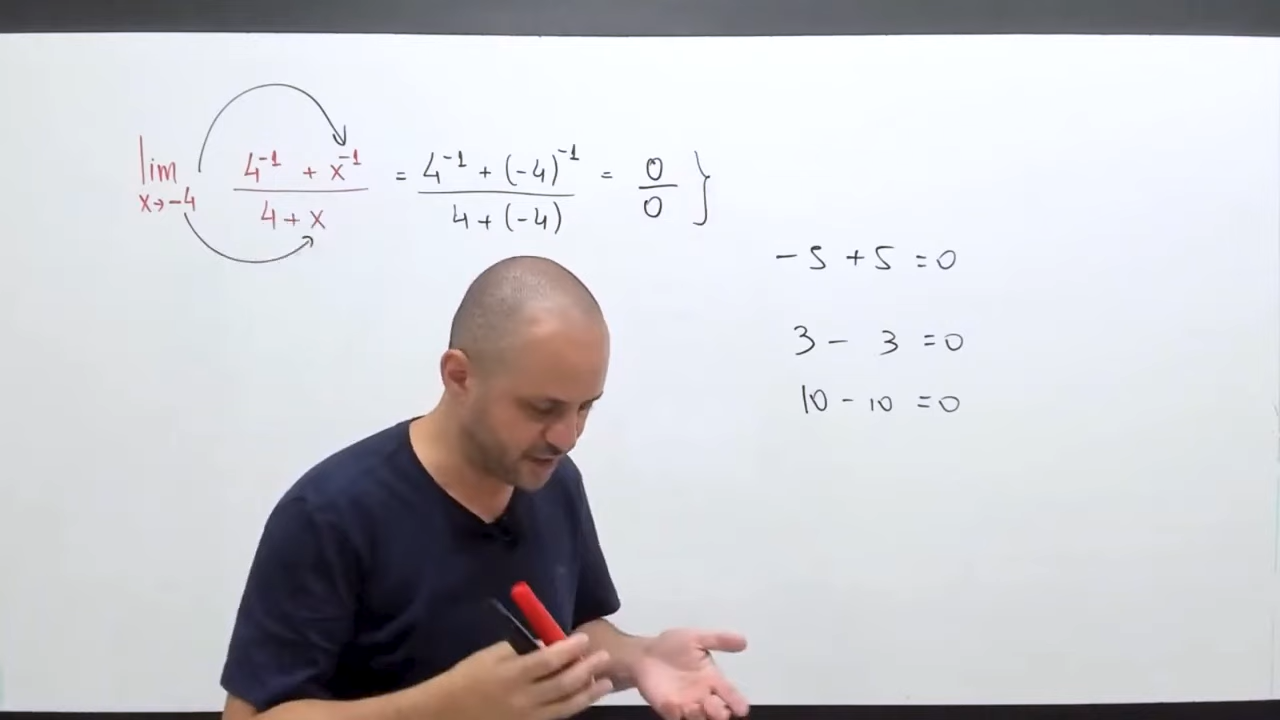 lim x→-4 (4⁻¹ + x⁻¹)/(4 + x) = (4⁻¹ + (-4)⁻¹)/(4 + (-4)) = 0/0 }
-5 + 5 = 0
3 - 3 = 0
10 - 10 = 0